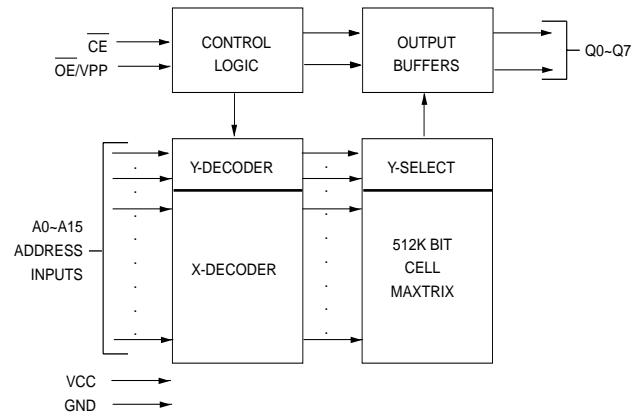 CE
OE/VPP
CONTROL
LOGIC
OUTPUT
BUFFERS
Q0~Q7
A0~A15
ADDRESS
INPUTS
Y-DECODER
X-DECODER
Y-SELECT
512K BIT
CELL
MAXTRIX
VCC
GND